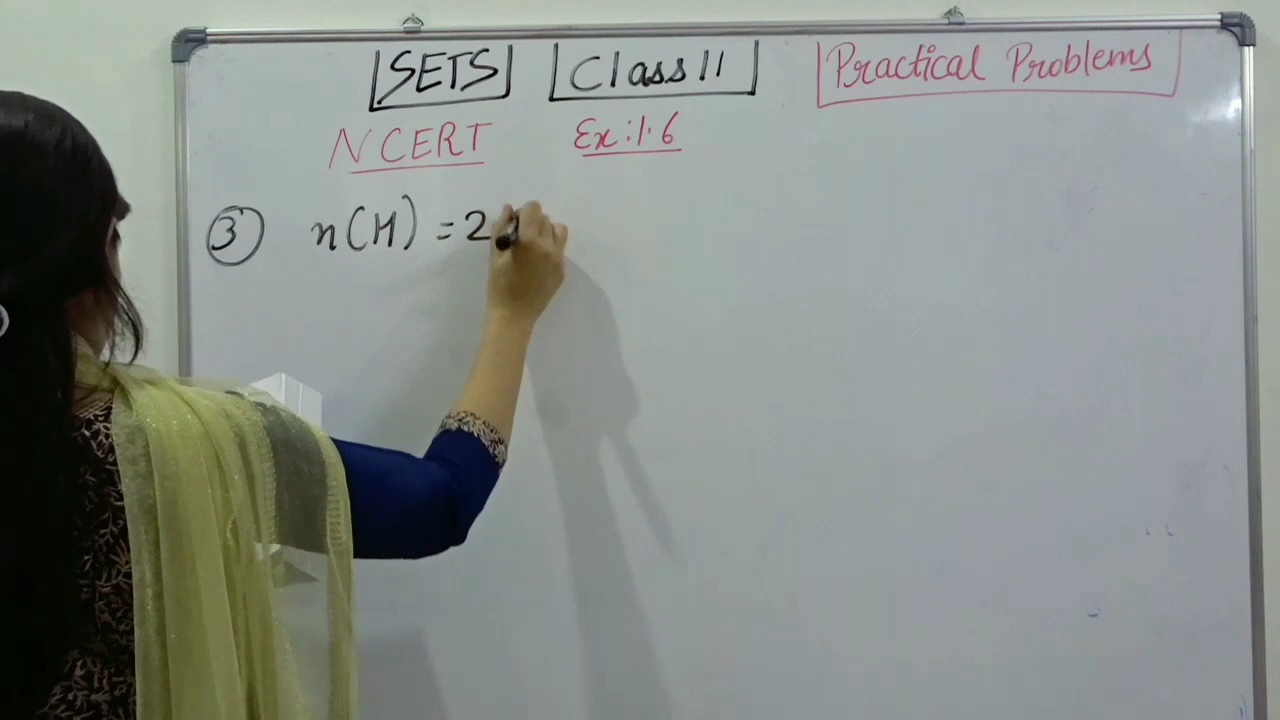 SETS Class 11 Practical Problems
NCERT Ex:1.6
3 n(H) = 2